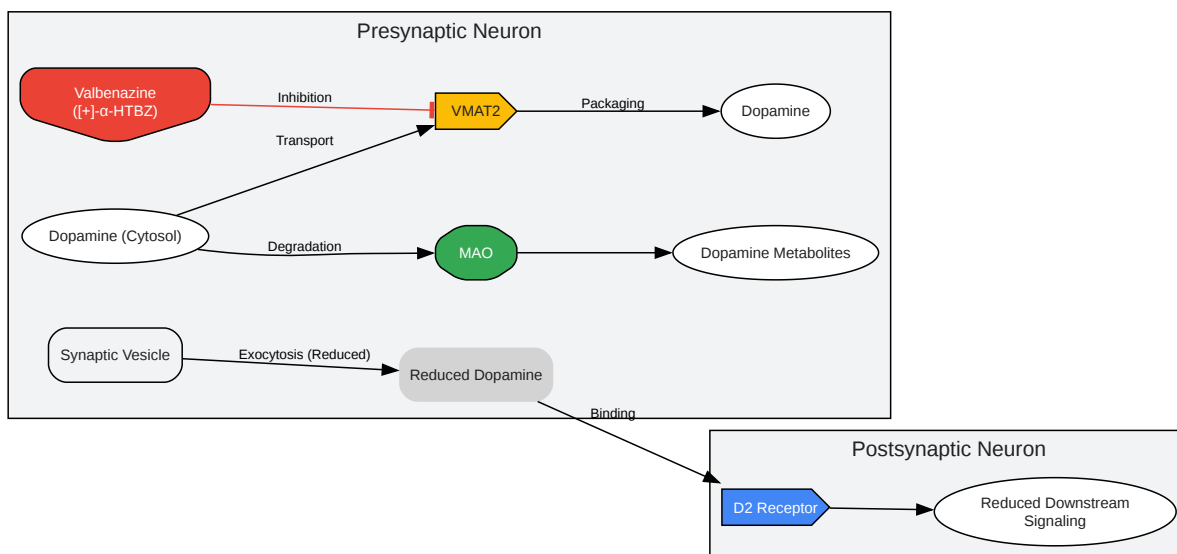 Presynaptic Neuron
Valbenazine
([+]-α-HTBZ)
Inhibition
VMAT2
Packaging
Dopamine
Transport
Dopamine (Cytosol)
Degradation
MAO
Dopamine Metabolites
Synaptic Vesicle
Exocytosis (Reduced)
Reduced Dopamine
Binding
Postsynaptic Neuron
D2 Receptor
Reduced Downstream
Signaling